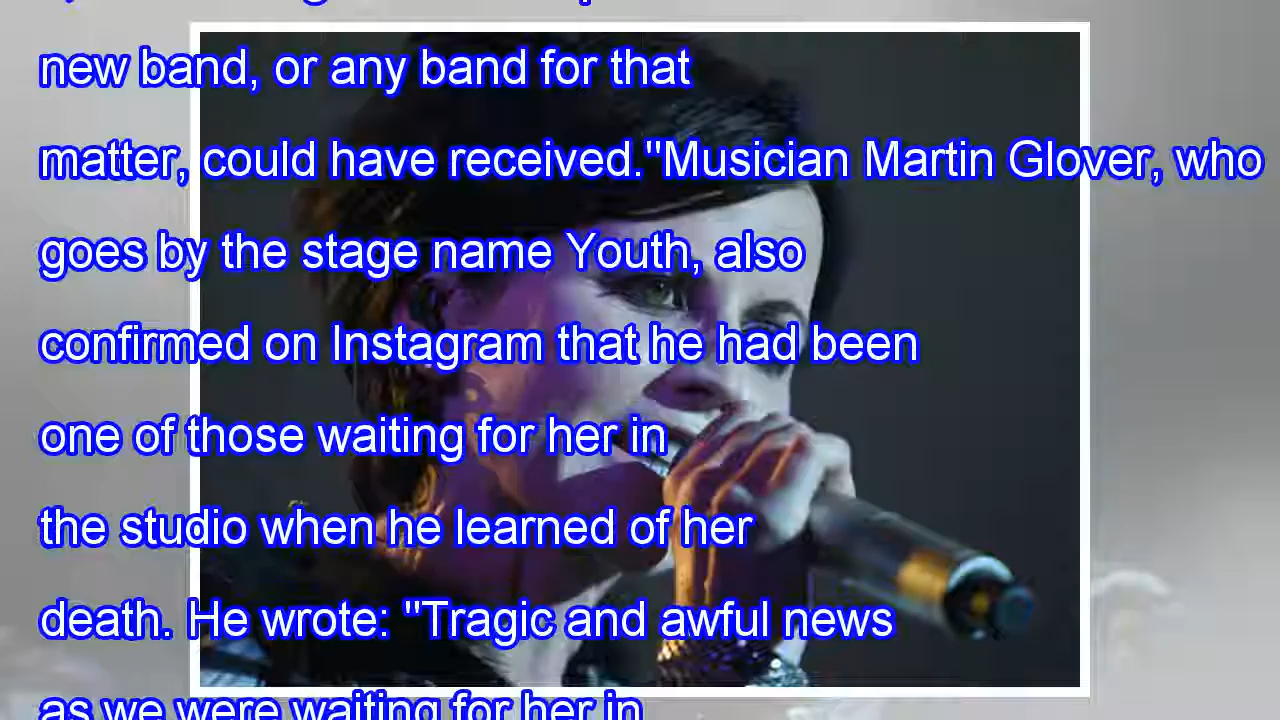 new band, or any band for that
matter, could have received."Musician Martin Glover, who
goes by the stage name Youth, also
confirmed on Instagram that he had been
one of those waiting for her in
the studio when he learned of her
death. He wrote: "Tragic and awful news
as we were waiting for her in